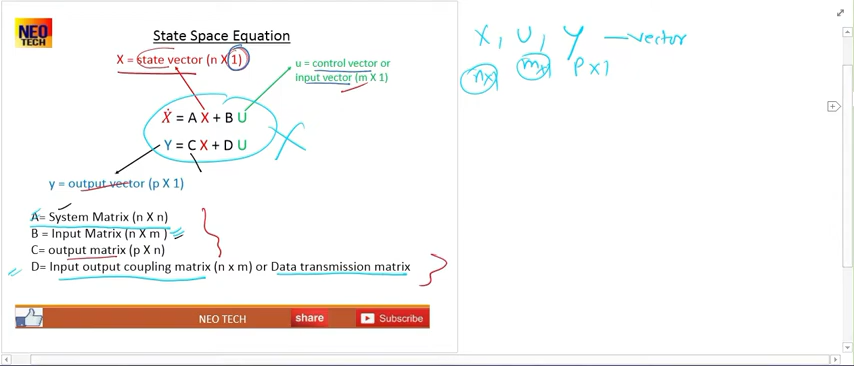 NEO
TECH
State Space Equation
X = state vector (n X 1)
u = control vector or
input vector (m X 1)
Ẋ = A X + B U
Y = C X + D U
y = output vector (p X 1)
A= System Matrix (n X n)
B = Input Matrix (n X m )
C= output matrix (p X n)
D= Input output coupling matrix (n x m) or Data transmission matrix
NEO TECH
share
Subscribe
X, U, Y — vector
nx1 mx1 px1